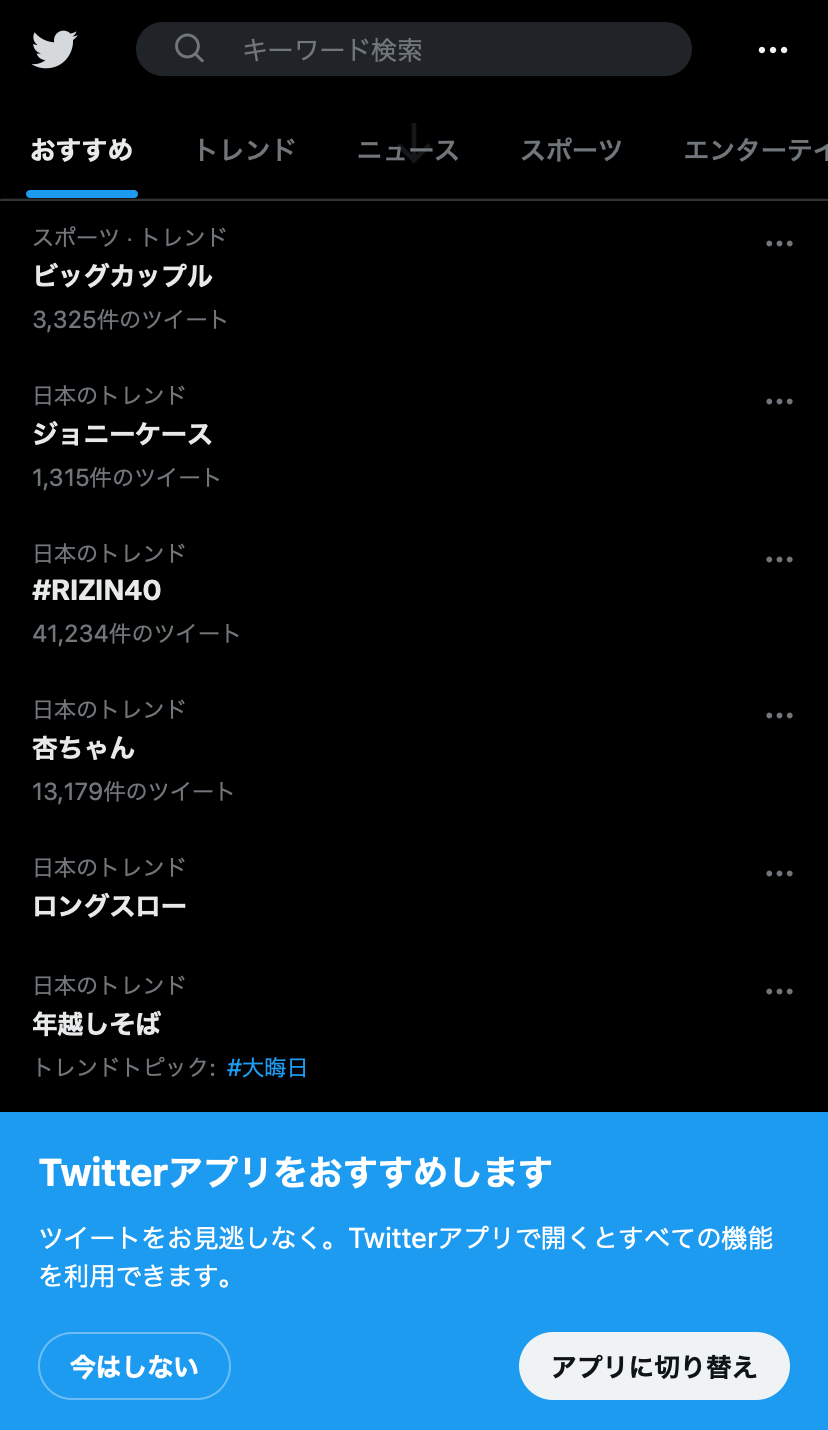 キーワード検索
おすすめ トレンド ニュース スポーツ エンターテイ
スポーツ · トレンド
ビッグカップル
3,325件のツイート
日本のトレンド
ジョニーケース
1,315件のツイート
日本のトレンド
#RIZIN40
41,234件のツイート
日本のトレンド
杏ちゃん
13,179件のツイート
日本のトレンド
ロングスロー
日本のトレンド
年越しそば
トレンドトピック: #大晦日
Twitterアプリをおすすめします
ツイートをお見逃しなく。Twitterアプリで開くとすべての機能
を利用できます。
今はしない アプリに切り替え